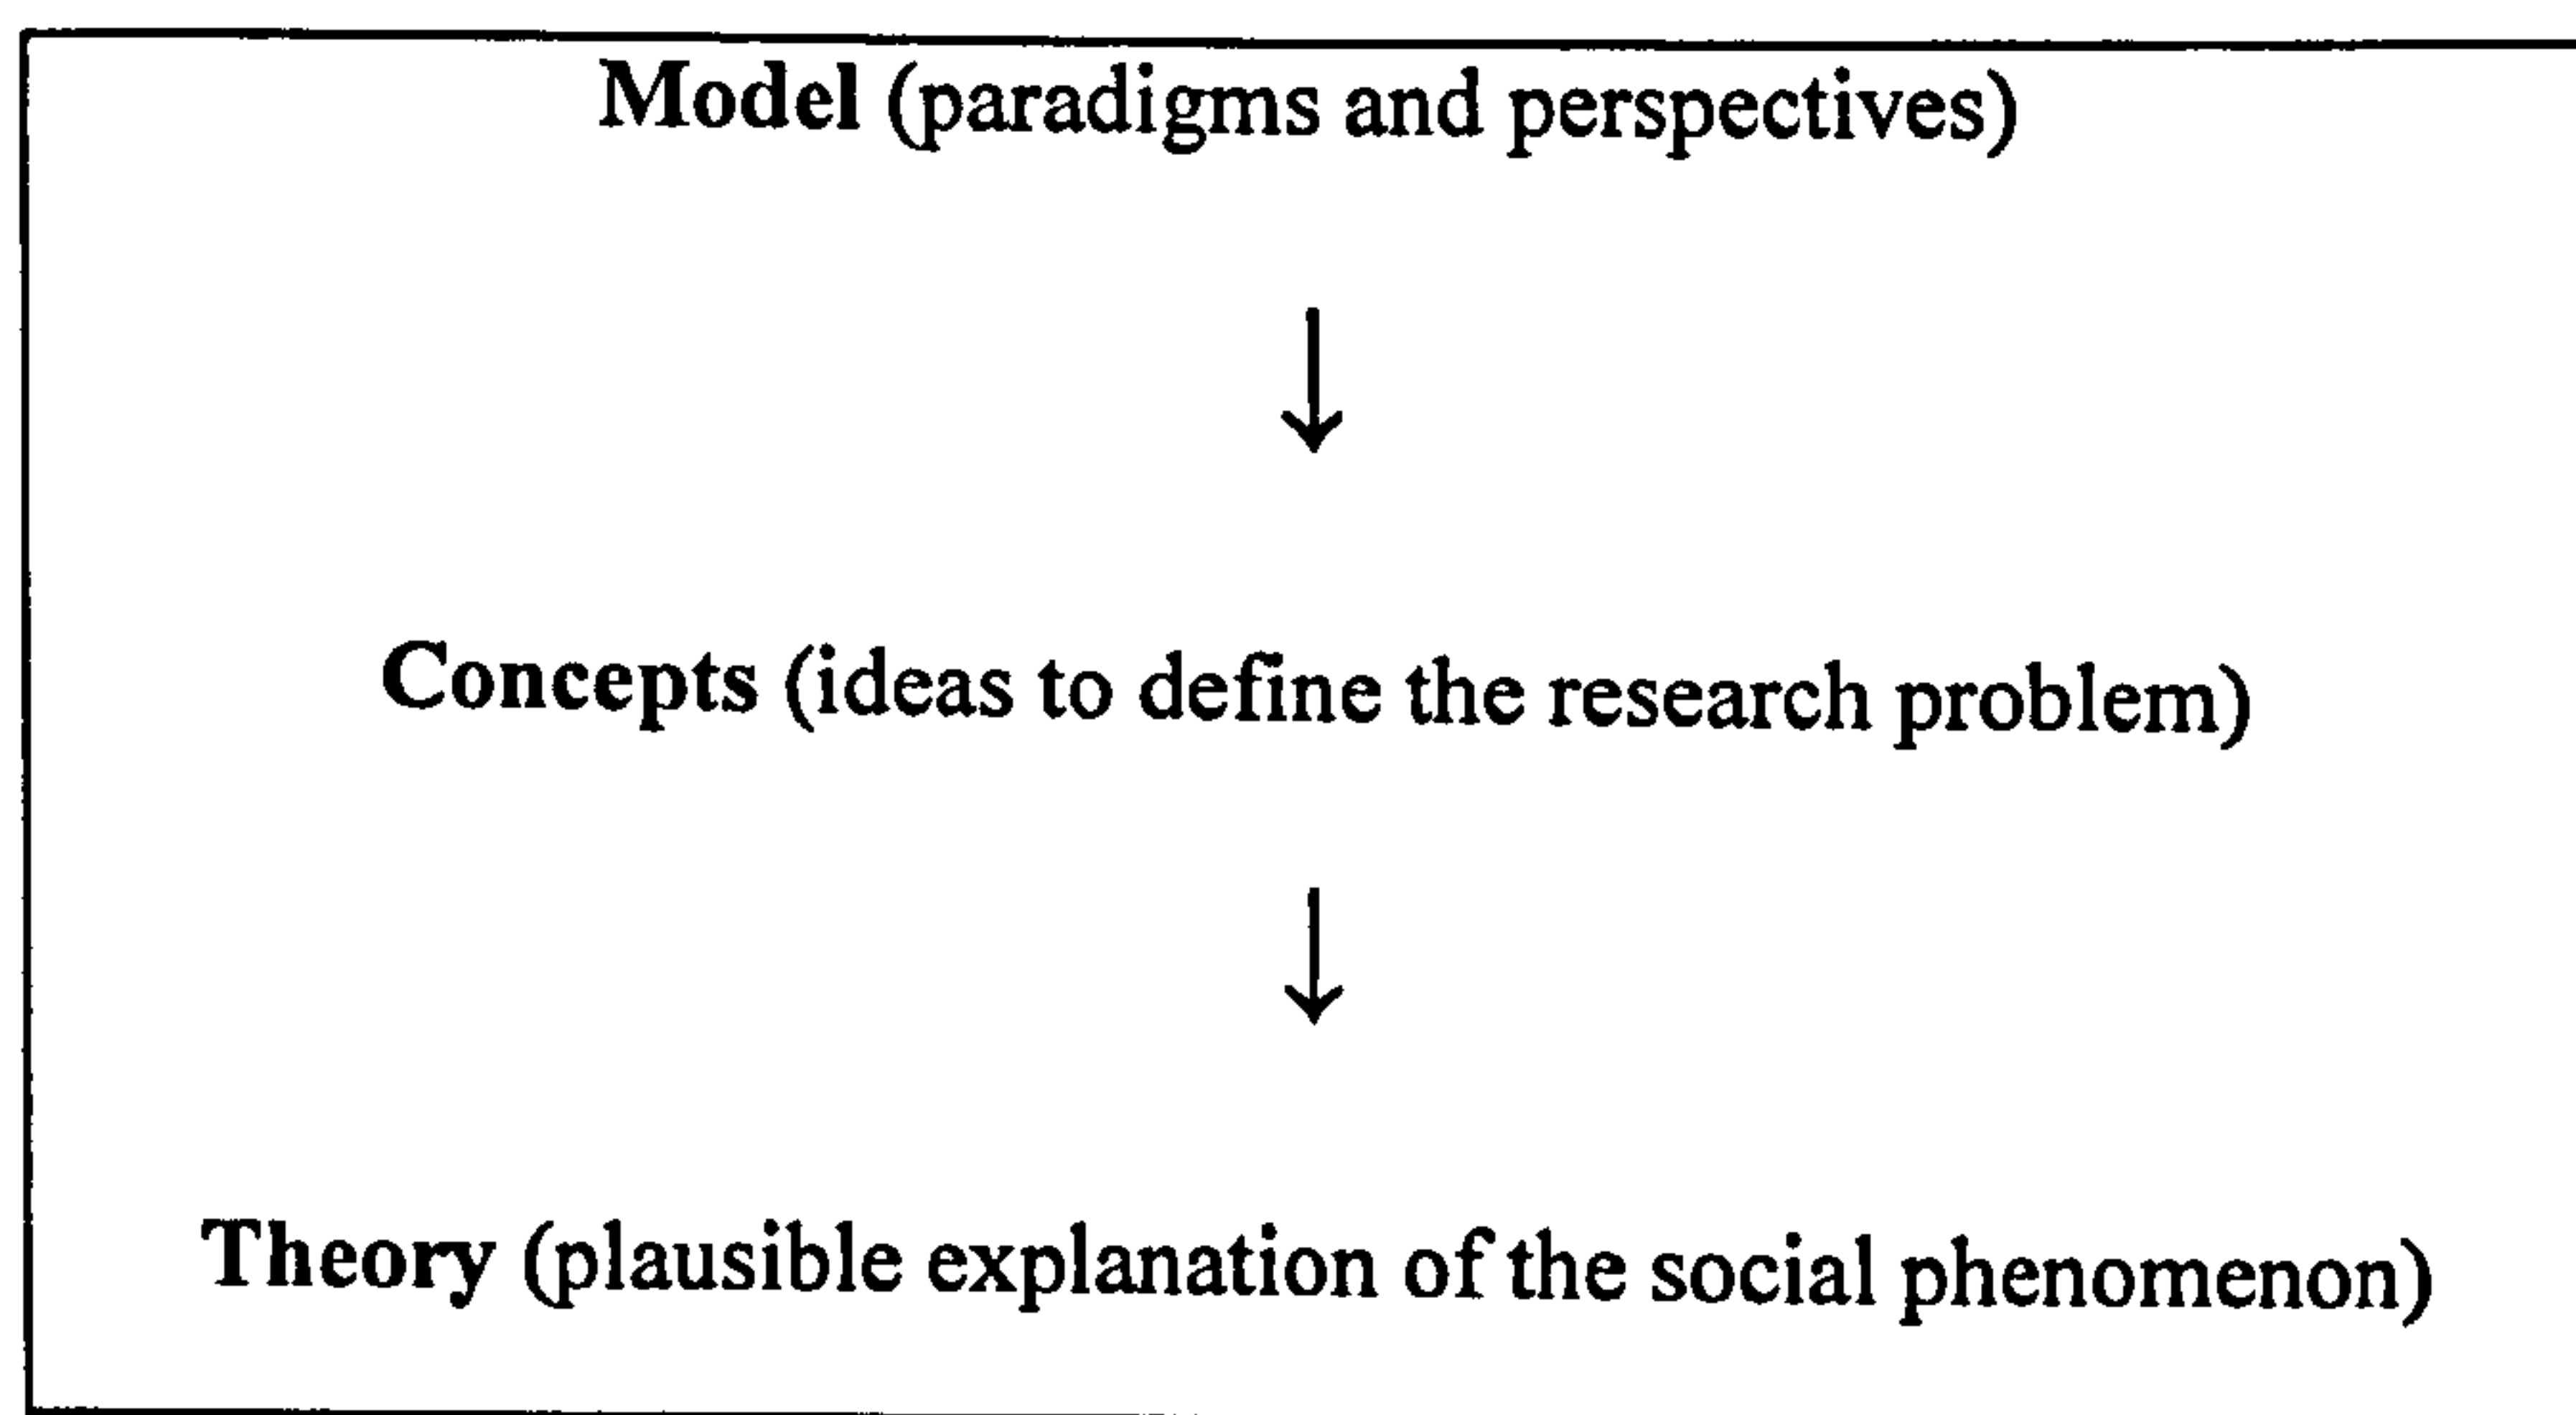 Model (paradigms and perspectives)
↓
Concepts (ideas to define the research problem)
↓
Theory (plausible explanation of the social phenomenon)